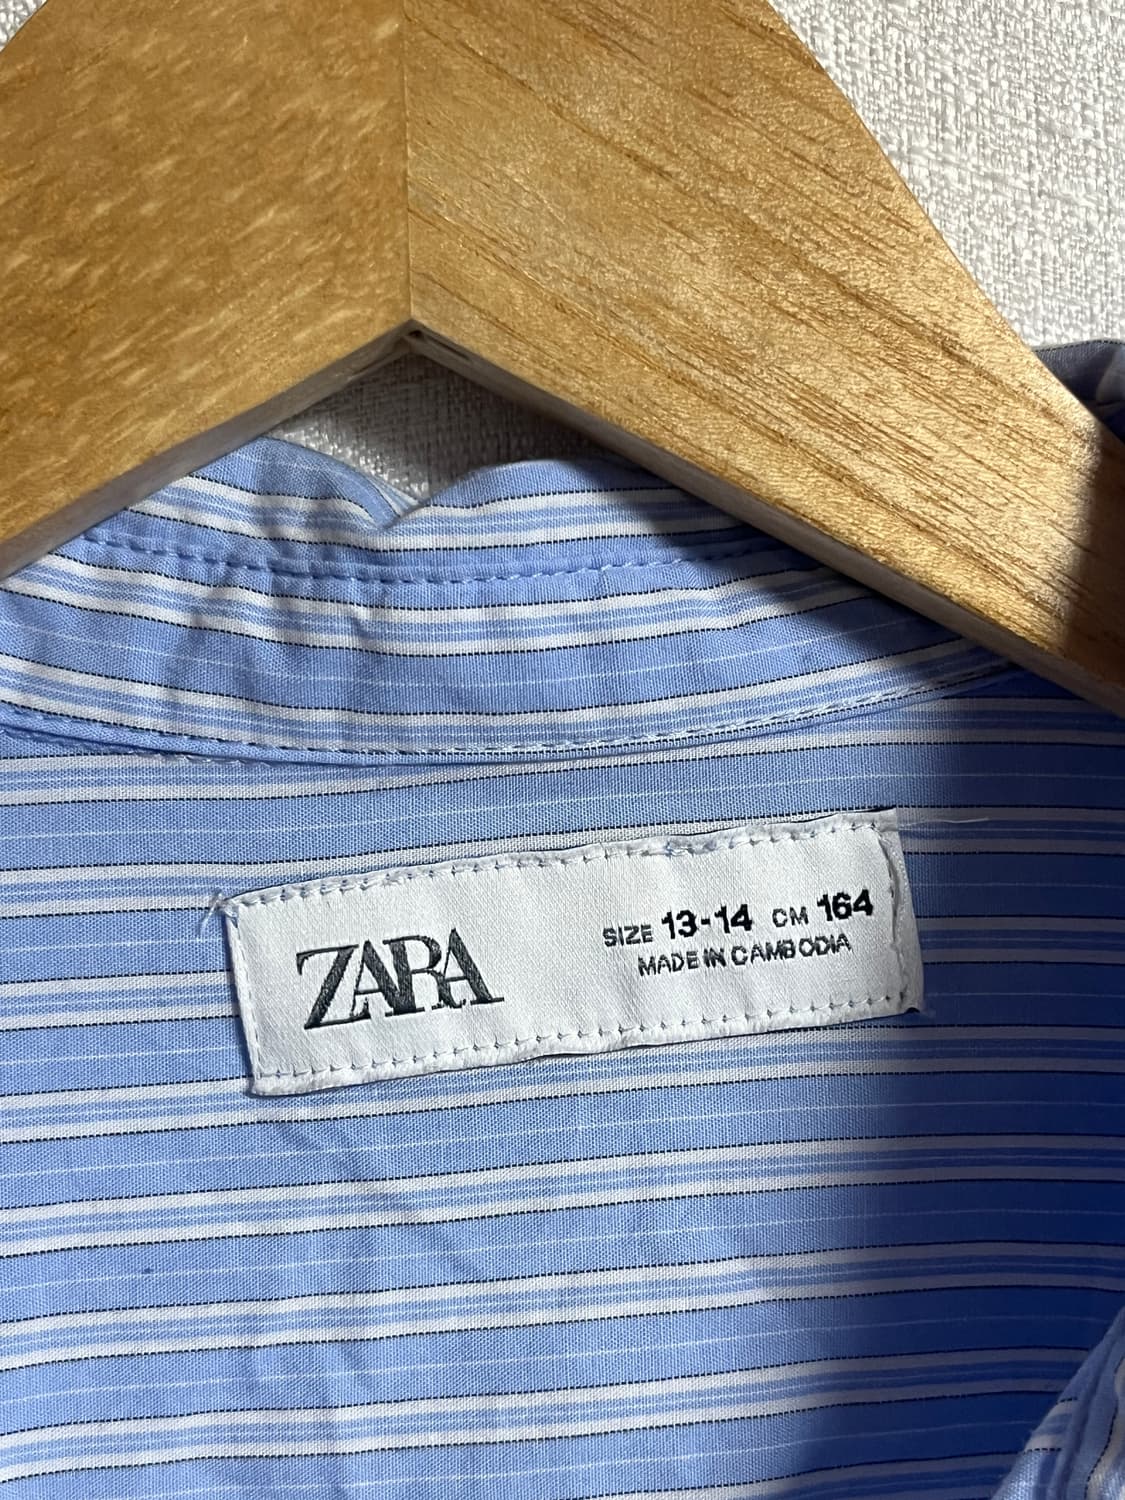 ZARA
SIZE 13-14 CM 164
MADE IN CAMBODIA